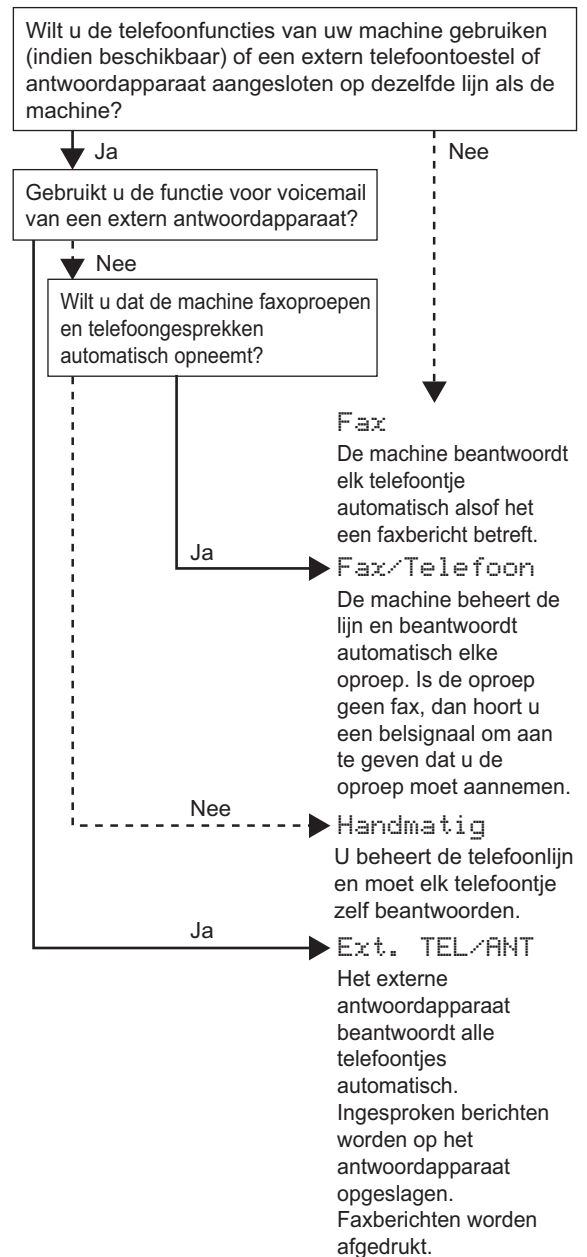 Wilt u de telefoonfuncties van uw machine gebruiken
(indien beschikbaar) of een extern telefoontoestel of
antwoordapparaat aangesloten op dezelfde lijn als de
machine?
Ja
Nee
Gebruikt u de functie voor voicemail
van een extern antwoordapparaat?
Nee
Wilt u dat de machine faxoproepen
en telefoongesprekken
automatisch opneemt?
Fax
De machine beantwoordt
elk telefoontje
automatisch alsof het
een faxbericht betreft.
Ja
Fax/Telefoon
De machine beheert de
lijn en beantwoordt
automatisch elke
oproep. Is de oproep
geen fax, dan hoort u
een belsignaal om aan
te geven dat u de
oproep moet aannemen.
Nee
Handmatig
U beheert de telefoonlijn
en moet elk telefoontje
zelf beantwoorden.
Ja
Ext. TEL/ANT
Het externe
antwoordapparaat
beantwoordt alle
telefoontjes
automatisch.
Ingesproken berichten
worden op het
antwoordapparaat
opgeslagen.
Faxberichten worden
afgedrukt.